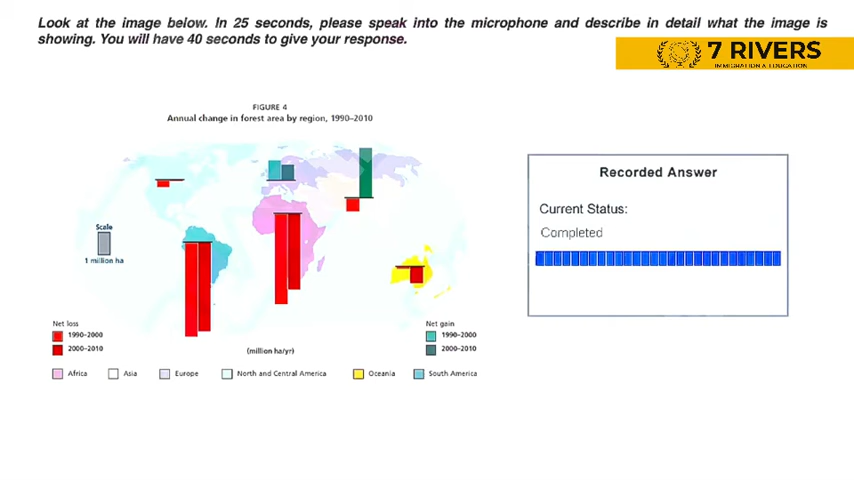 Look at the image below. In 25 seconds, please speak into the microphone and describe in detail what the image is
showing. You will have 40 seconds to give your response.
7 RIVERS
IMMIGRATION & EDUCATION
FIGURE 4
Annual change in forest area by region, 1990–2010
Scale
1 million ha
Net loss
1990–2000
2000–2010
(million ha/yr)
Net gain
1990–2000
2000–2010
Africa
Asia
Europe
North and Central America
Oceania
South America
Recorded Answer
Current Status:
Completed